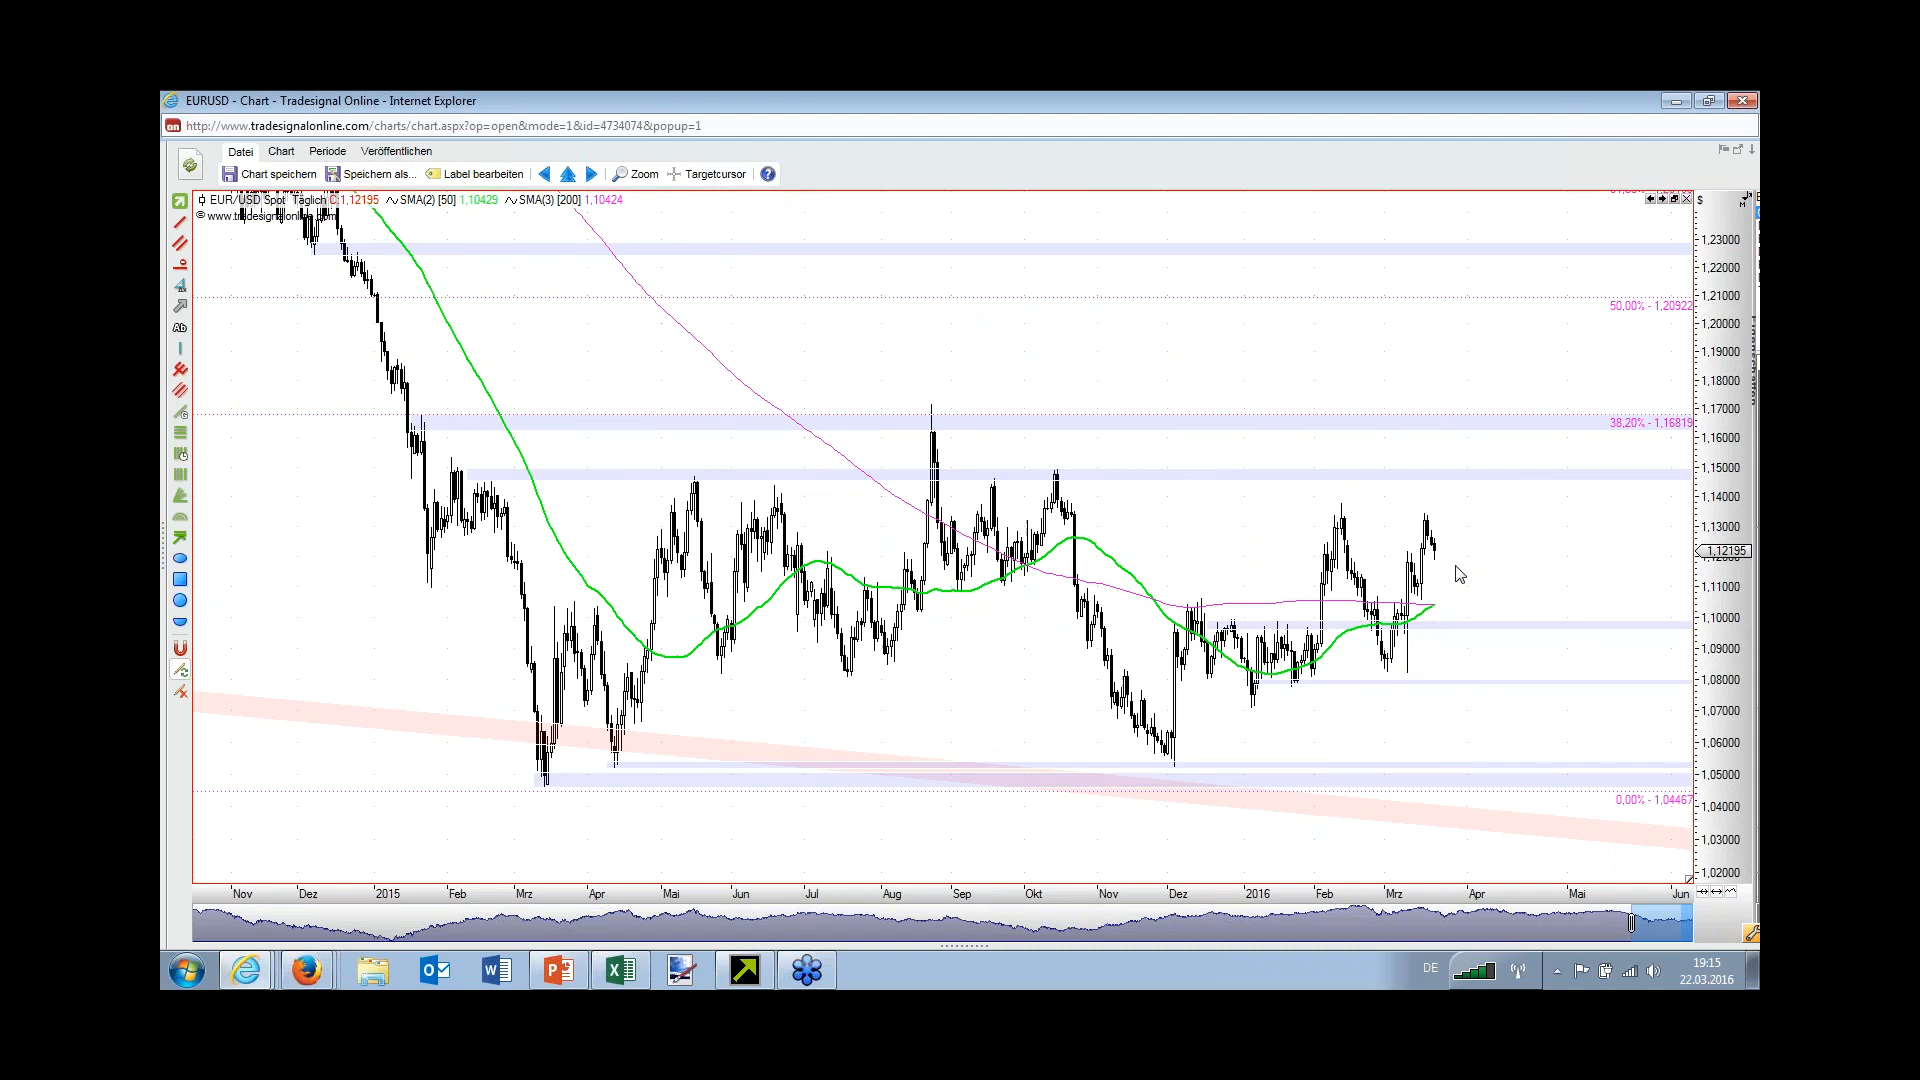 EURUSD - Chart - Tradesignal Online - Internet Explorer
http://www.tradesignalonline.com/charts/chart.aspx?op=open&mode=1&id=4734074&popup=1
Datei Chart Periode Veröffentlichen
Chart speichern Speichern als... Label bearbeiten Zoom Targetcursor ?
EUR/USD Spot Täglich C:1,12195 SMA(2) [50] 1,10429 SMA(3) [200] 1,10424
© www.tradesignalonline.com
$
Ab
1,23000
1,22000
1,21000
50,00% - 1,20922
1,20000
1,19000
1,18000
1,17000
38,20% - 1,16819
1,16000
1,15000
1,14000
1,13000
1,12195
1,11000
1,10000
1,09000
1,08000
1,07000
1,06000
1,05000
0,00% - 1,04467
1,04000
1,03000
1,02000
Nov Dez 2015 Feb Mrz Apr Mai Jun Jul Aug Sep Okt Nov Dez 2016 Feb Mrz Apr Mai Jun
DE
19:15
22.03.2016